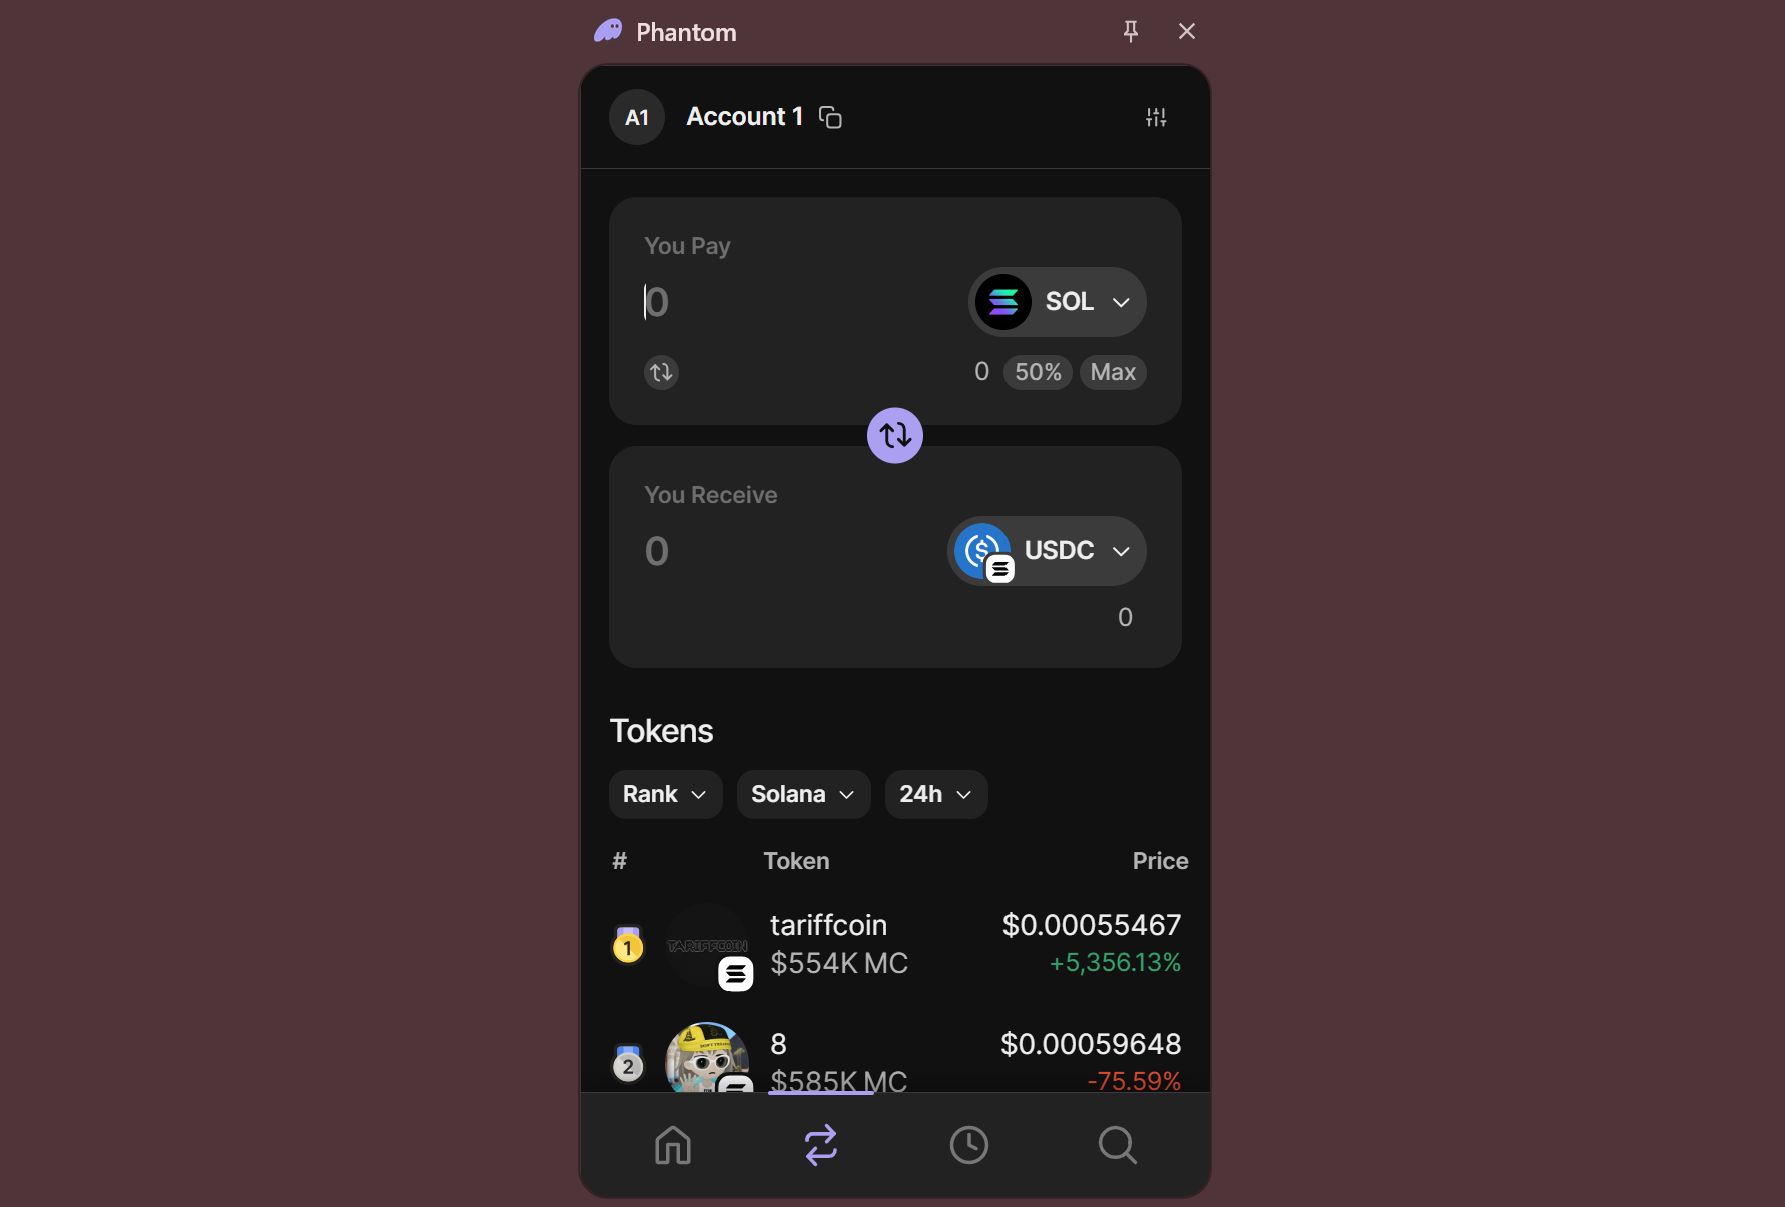 Phantom
A1 Account 1
You Pay
0 SOL
0 50% Max
You Receive
0 USDC
0
Tokens
Rank Solana 24h
# Token Price
1 TARIFFCOIN tariffcoin $0.00055467
$554K MC +5,356.13%
2 8 $0.00059648
$585K MC -75.59%